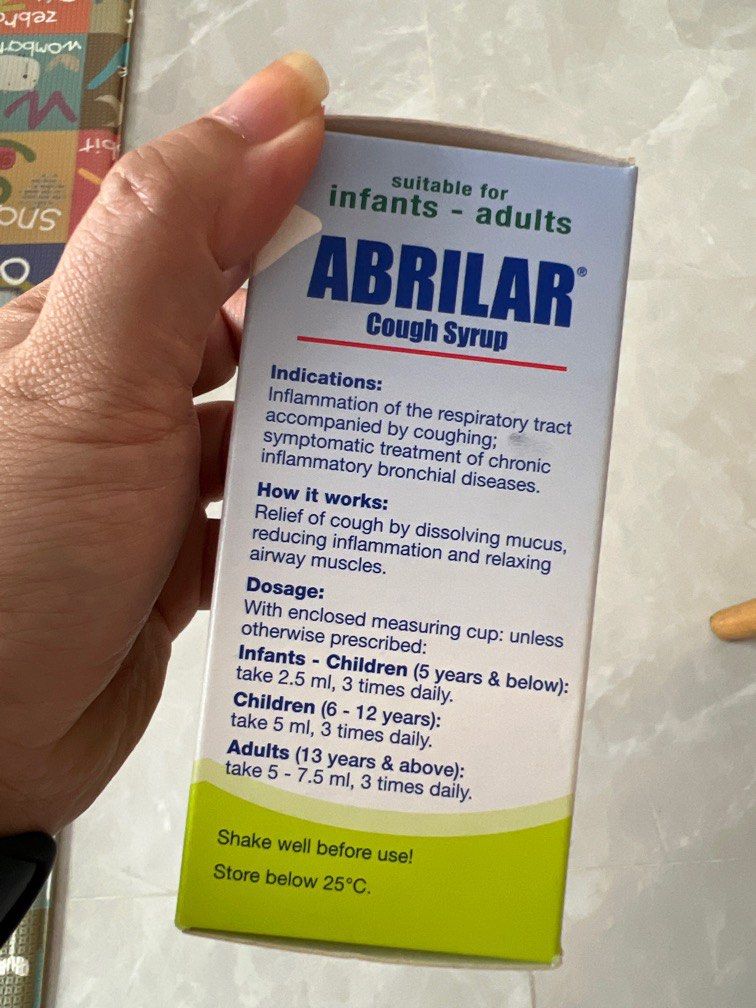 zebra
wombat
suitable for
infants - adults
ABRILAR®
Cough Syrup
Indications:
Inflammation of the respiratory tract
accompanied by coughing;
symptomatic treatment of chronic
inflammatory bronchial diseases.
How it works:
Relief of cough by dissolving mucus,
reducing inflammation and relaxing
airway muscles.
Dosage:
With enclosed measuring cup: unless
otherwise prescribed:
Infants - Children (5 years & below):
take 2.5 ml, 3 times daily.
Children (6 - 12 years):
take 5 ml, 3 times daily.
Adults (13 years & above):
take 5 - 7.5 ml, 3 times daily.
Shake well before use!
Store below 25°C.